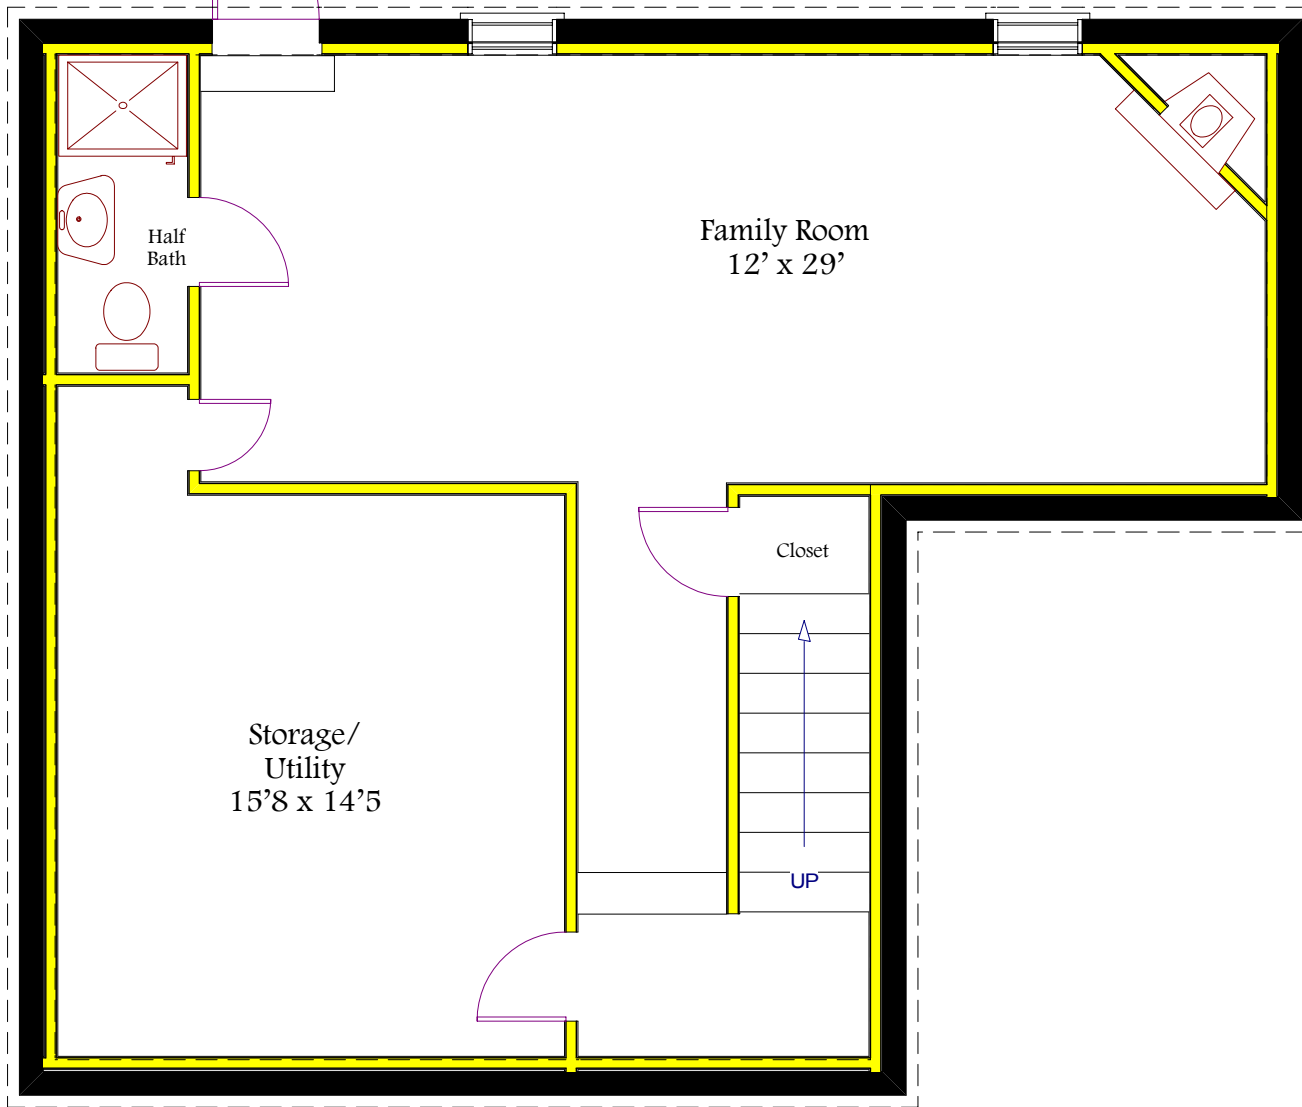 Half
Bath
Family Room
12’ x 29’
Closet
Storage/
Utility
15’8 x 14’5
UP